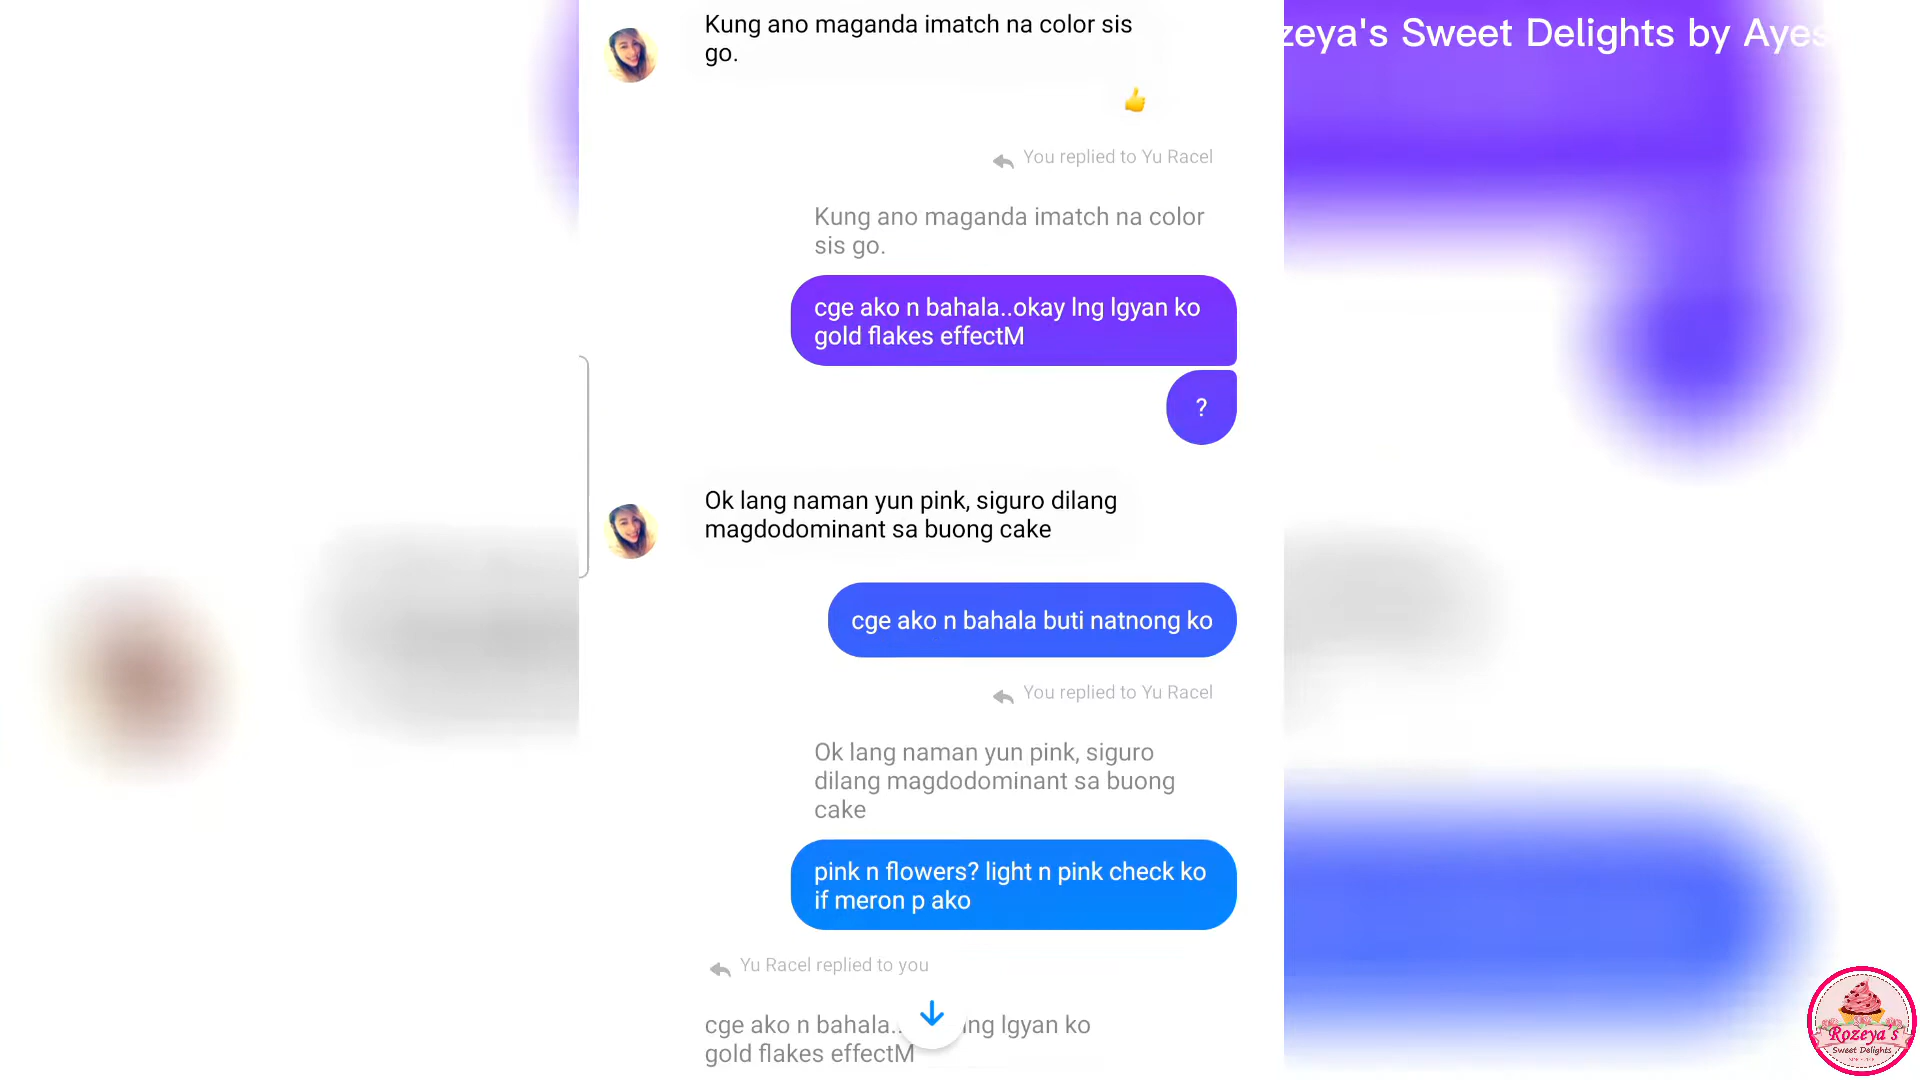 Kung ano maganda imatch na color sis
go.
zeya's Sweet Delights by Ayes
You replied to Yu Racel
Kung ano maganda imatch na color
sis go.
cge ako n bahala..okay lng lgyan ko
gold flakes effectM
?
Ok lang naman yun pink, siguro dilang
magdodominant sa buong cake
cge ako n bahala buti natnong ko
You replied to Yu Racel
Ok lang naman yun pink, siguro
dilang magdodominant sa buong
cake
pink n flowers? light n pink check ko
if meron p ako
Yu Racel replied to you
cge ako n bahala.. lng lgyan ko
gold flakes effectM
Rozeya's
Sweet Delights